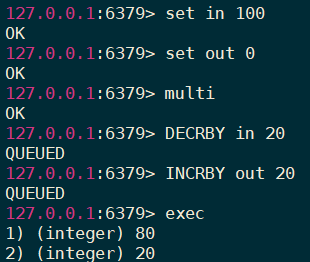 127.0.0.1:6379> set in 100
OK
127.0.0.1:6379> set out 0
OK
127.0.0.1:6379> multi
OK
127.0.0.1:6379> DECRBY in 20
QUEUED
127.0.0.1:6379> INCRBY out 20
QUEUED
127.0.0.1:6379> exec
1) (integer) 80
2) (integer) 20